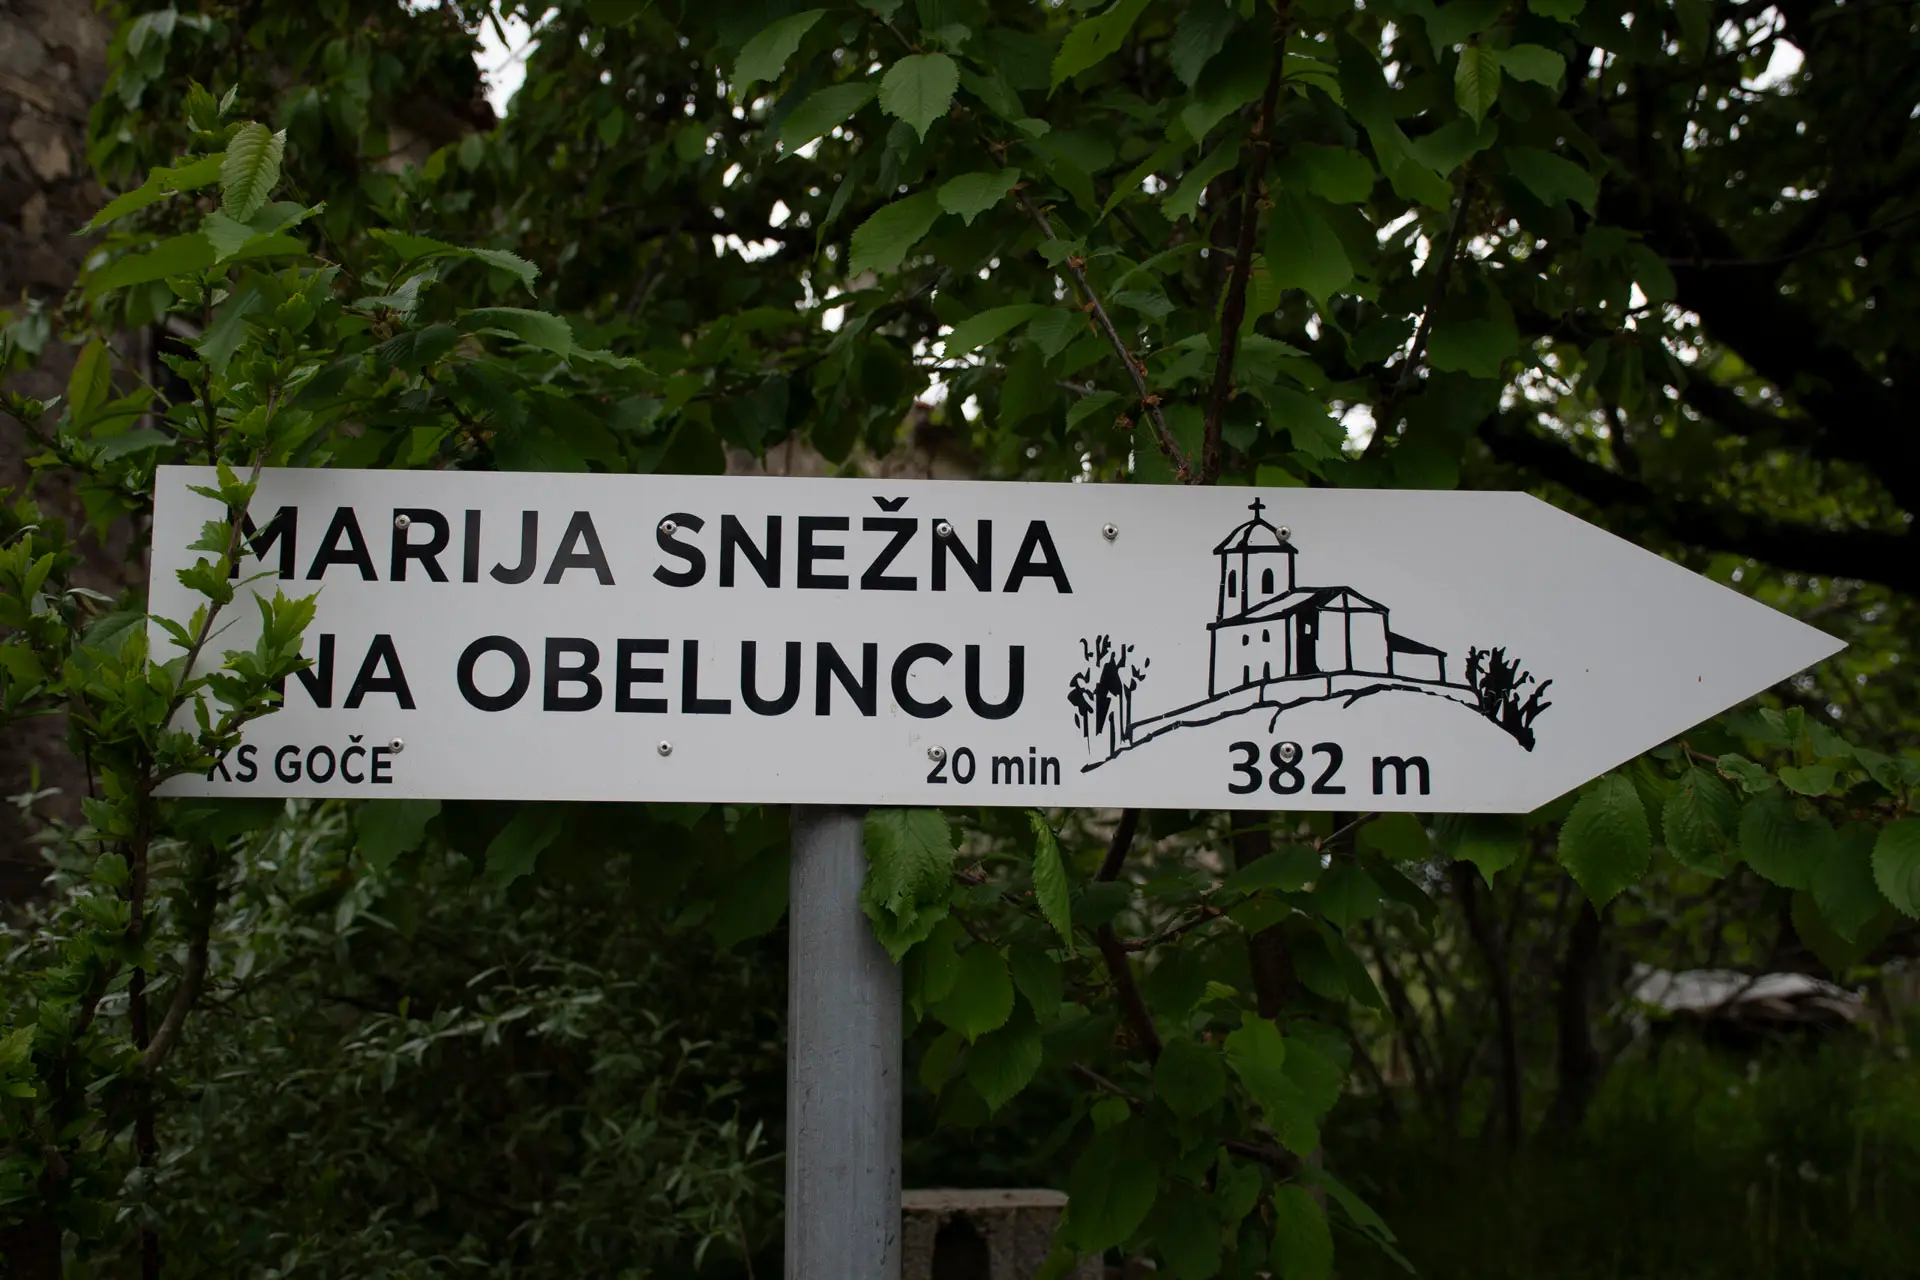 MARIJA SNEŽNA
NA OBELUNCU
KS GOČE 20 min 382 m